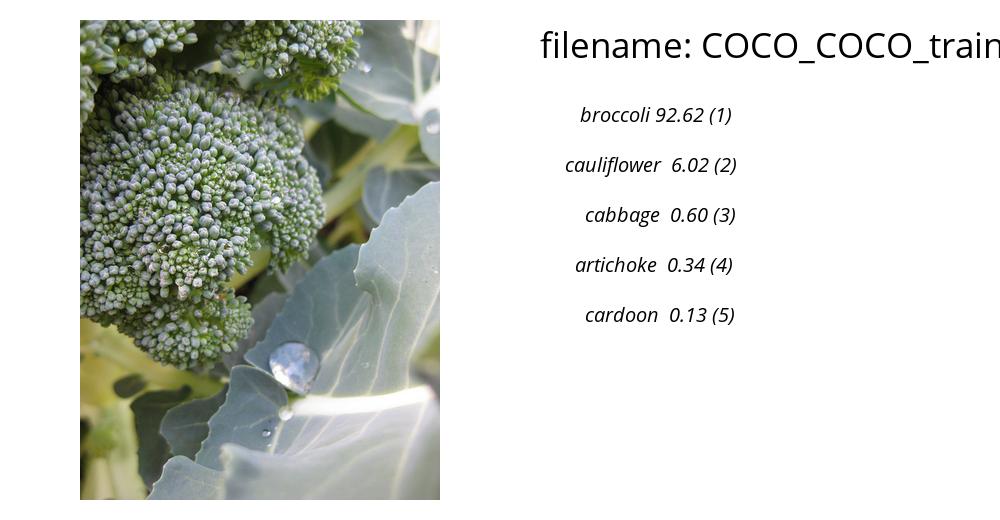 filename: COCO_COCO_train
broccoli 92.62 (1)
cauliflower 6.02 (2)
cabbage 0.60 (3)
artichoke 0.34 (4)
cardoon 0.13 (5)